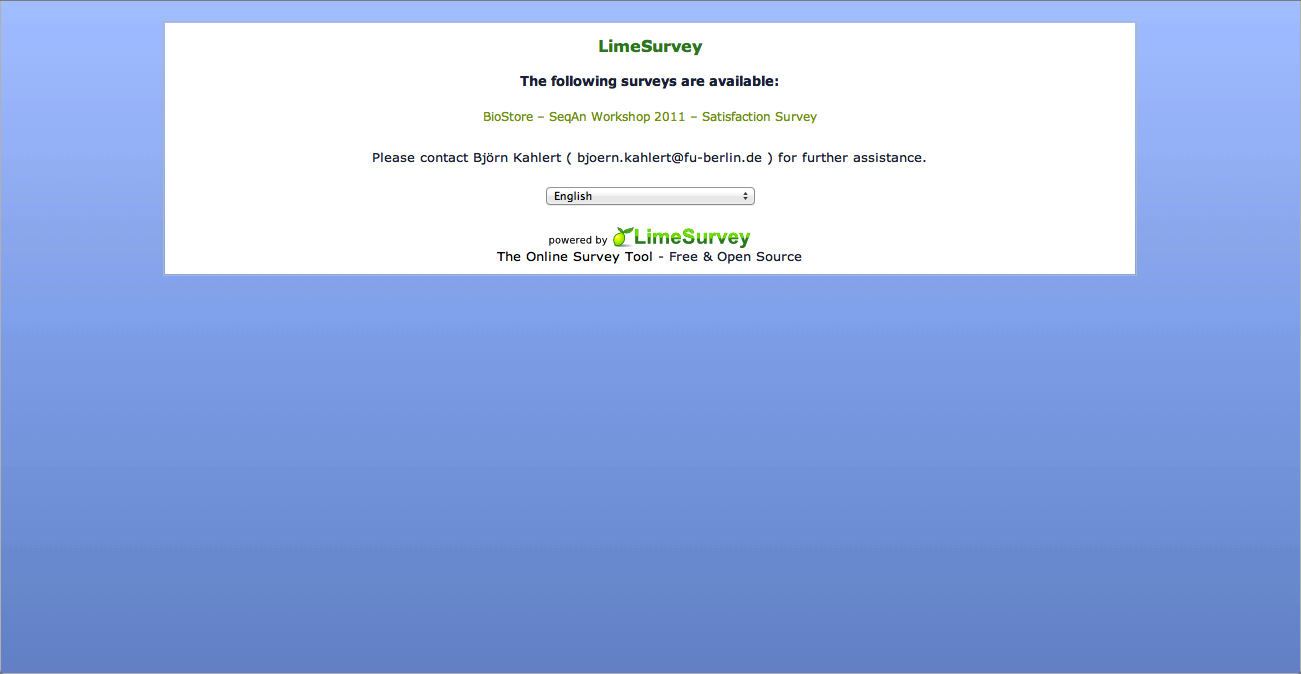 LimeSurvey
The following surveys are available:
BioStore – SeqAn Workshop 2011 – Satisfaction Survey
Please contact Björn Kahlert ( bjoern.kahlert@fu-berlin.de ) for further assistance.
English
powered by LimeSurvey
The Online Survey Tool - Free & Open Source